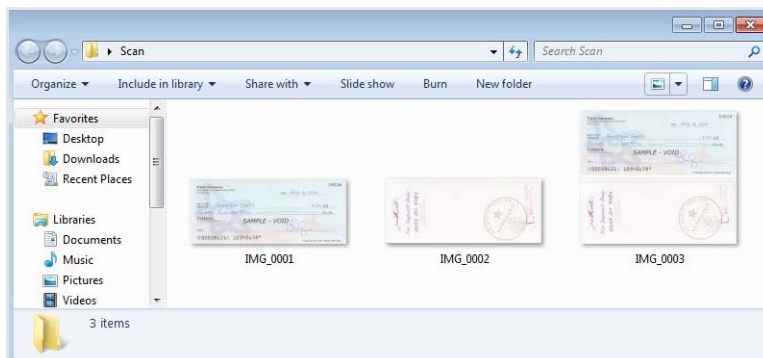 Scan
Search Scan
Organize
Include in library
Share with
Slide show
Burn
New folder
Favorites
Desktop
Downloads
Recent Places
Libraries
Documents
Music
Pictures
Videos
SAMPLE - VOID
IMG_0001
IMG_0002
SAMPLE - VOID
IMG_0003
3 items